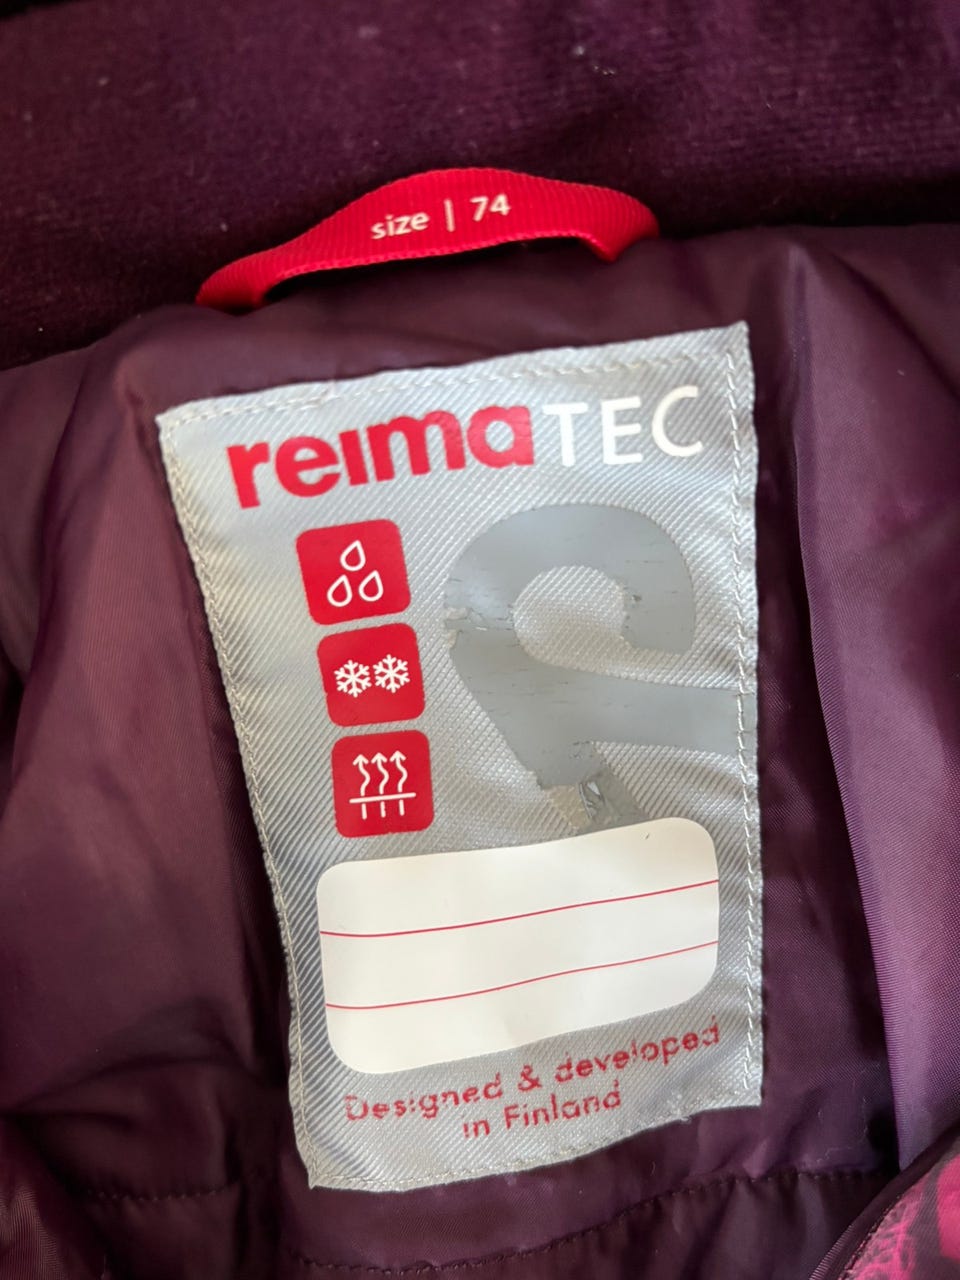 size | 74
reimaTEC
Designed & developed
in Finland